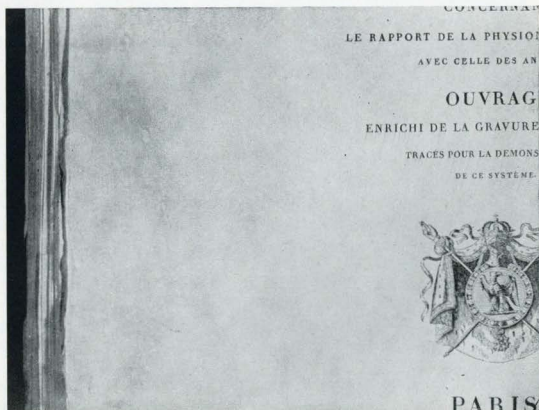 CONCERNAN
LE RAPPORT DE LA PHYSION
AVEC CELLE DES AN
OUVRAG
ENRICHI DE LA GRAVURE
TRACÉS POUR LA DÉMONS
DE CE SYSTÈME.
PARIS